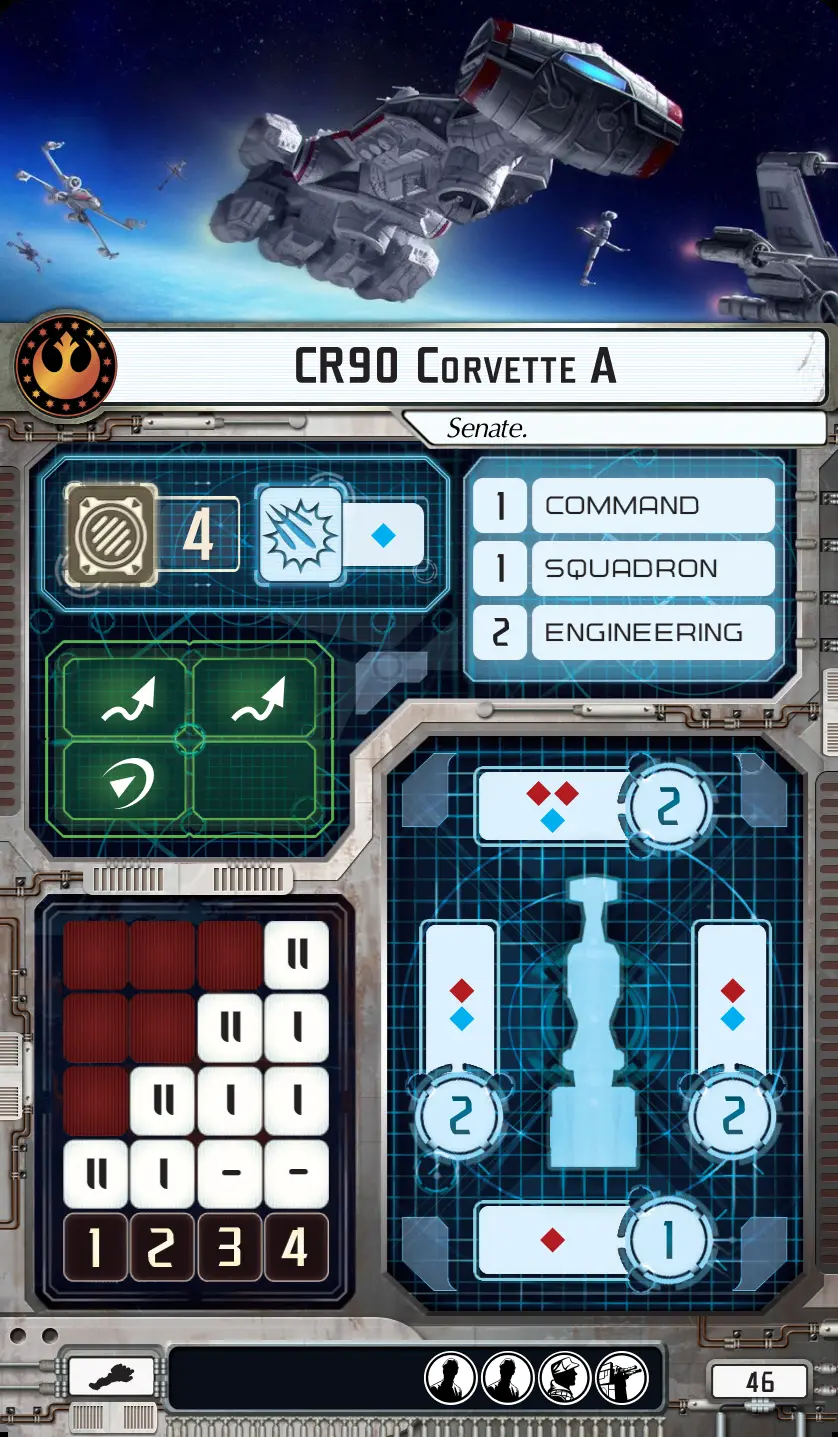 CR90 Corvette A
Senate.
4
1 COMMAND
1 SQUADRON
2 ENGINEERING
2
II
II I
2 2
II I I
II I – –
1 2 3 4
1
46